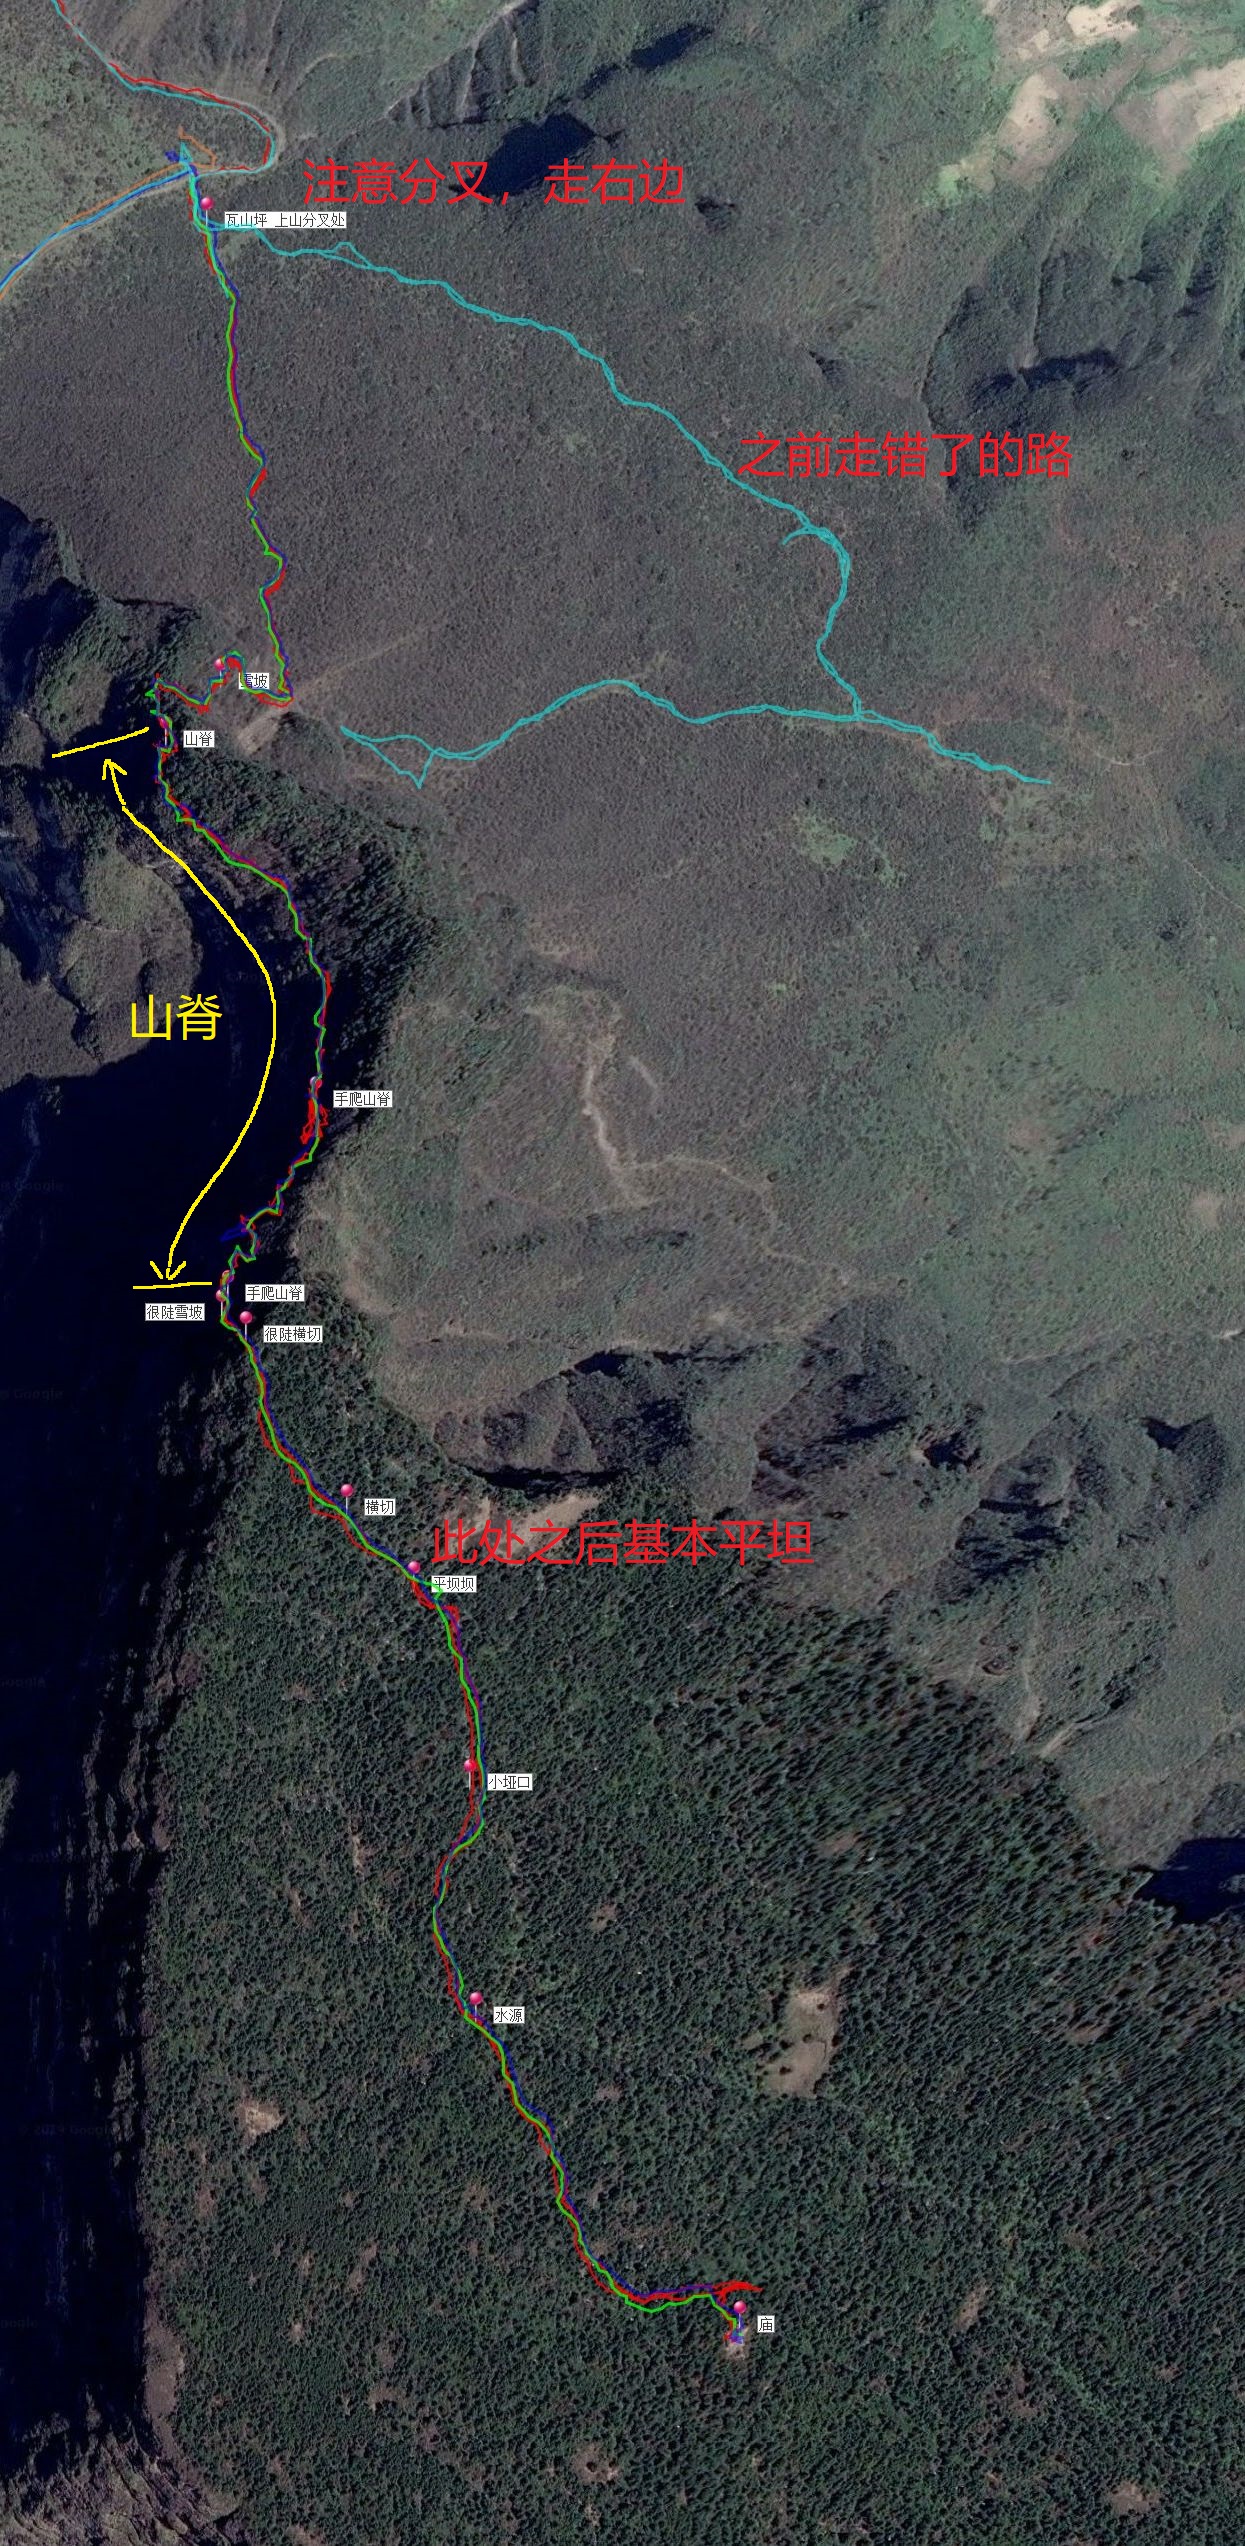 注意分叉，走右边
瓦山坪 上山分叉处
之前走错了的路
雪坡
山脊
山脊
手爬山脊
手爬山脊
很陡雪坡
很陡横切
横切
此处之后基本平坦
平坝坝
小垭口
水源
庙